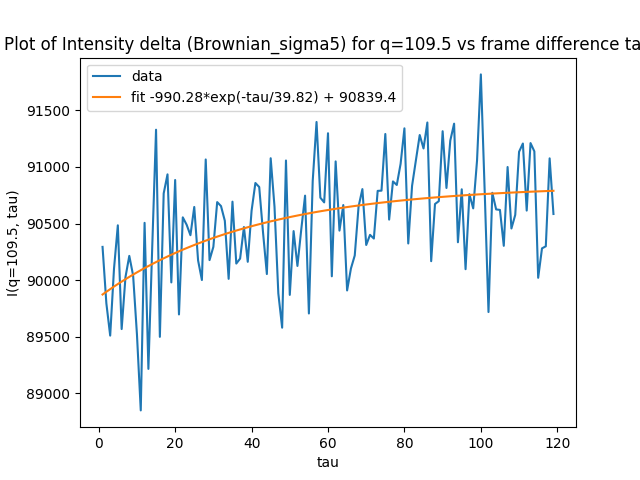 Plot of Intensity delta (Brownian_sigma5) for q=109.5 vs frame difference ta
data
fit -990.28*exp(-tau/39.82) + 90839.4
91500
91000
90500
90000
89500
89000
I(q=109.5, tau)
0
20
40
60
80
100
120
tau